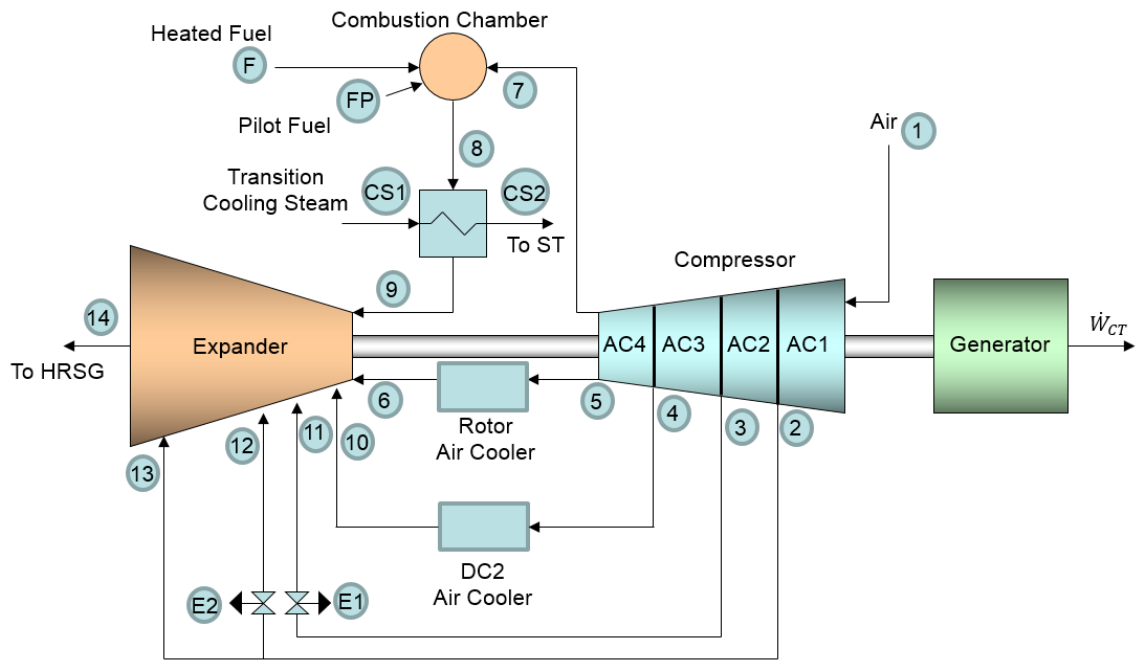 Combustion Chamber
Heated Fuel
F
FP
7
Pilot Fuel
Air
1
8
Transition
Cooling Steam
CS1
CS2
To ST
Compressor
9
14
To HRSG
Expander
AC4
AC3
AC2
AC1
Generator
Ẇ_CT
6
Rotor
Air Cooler
5
4
3
2
13
12
11
10
DC2
Air Cooler
E2
E1